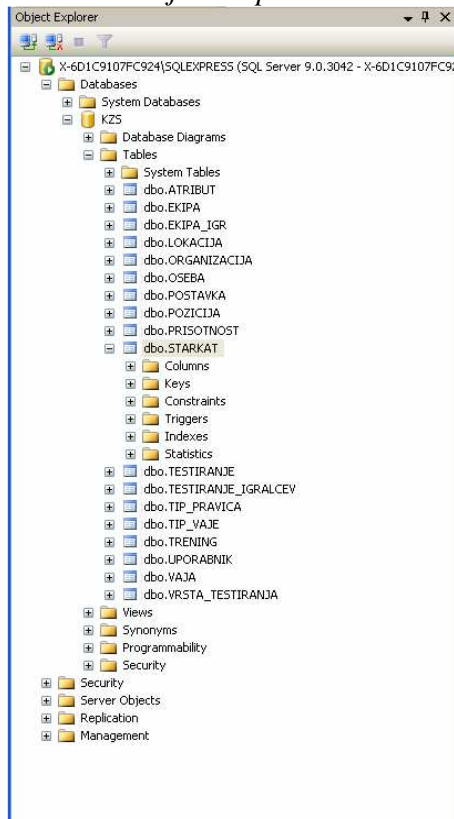 Object Explorer
X-6D1C9107FC924\SQLEXPRESS (SQL Server 9.0.3042 - X-6D1C9107FC92
Databases
System Databases
KZS
Database Diagrams
Tables
System Tables
dbo.ATRIBUT
dbo.EKIPA
dbo.EKIPA_IGR
dbo.LOKACIJA
dbo.ORGANIZACIJA
dbo.OSEBA
dbo.POSTAVKA
dbo.POZICIJA
dbo.PRISOTNOST
dbo.STARKAT
Columns
Keys
Constraints
Triggers
Indexes
Statistics
dbo.TESTIRANJE
dbo.TESTIRANJE_IGRALCEV
dbo.TIP_PRAVICA
dbo.TIP_VAJE
dbo.TRENING
dbo.UPORABNIK
dbo.VAJA
dbo.VRSTA_TESTIRANJA
Views
Synonyms
Programmability
Security
Security
Server Objects
Replication
Management